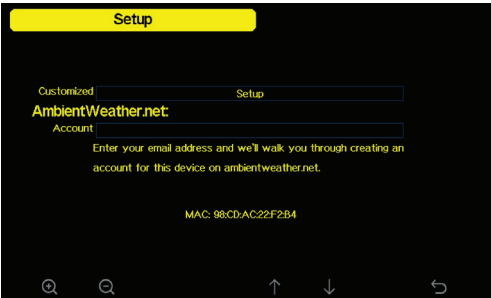 Setup
Customized Setup
AmbientWeather.net:
Account
Enter your email address and we'll walk you through creating an
account for this device on ambientweather.net.
MAC: 98:CD:AC:22:F2:B4